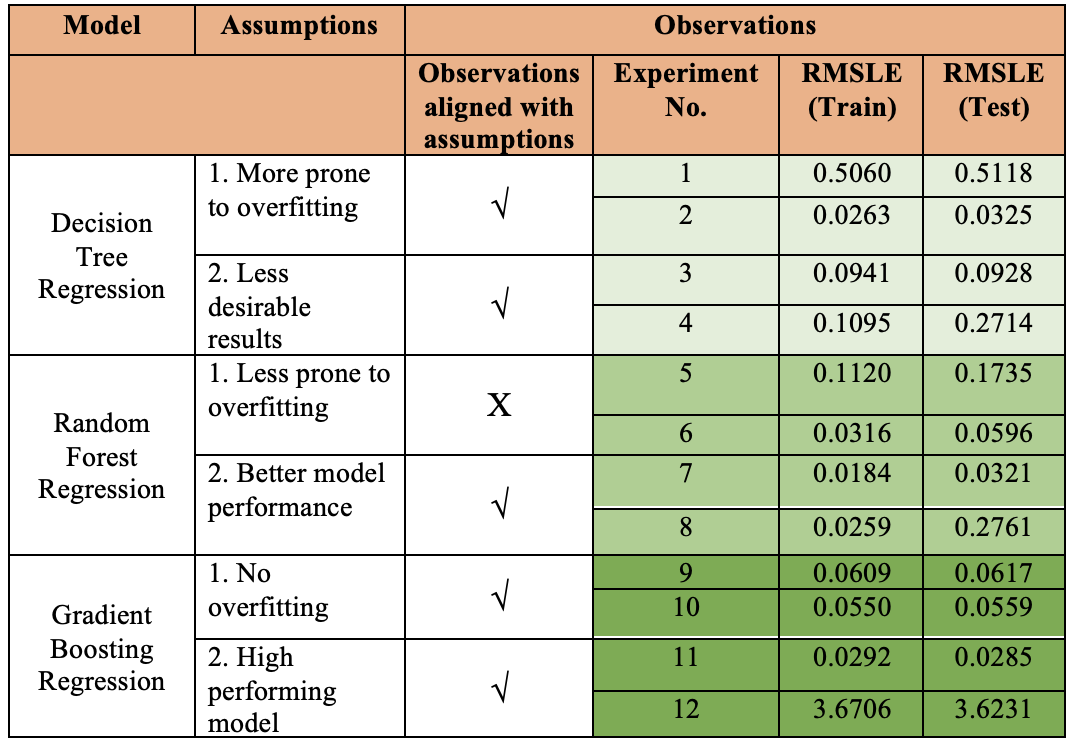 Model Assumptions Observations
Observations aligned with assumptions Experiment No. RMSLE (Train) RMSLE (Test)
Decision Tree Regression
1. More prone to overfitting
√
1 0.5060 0.5118
2 0.0263 0.0325
2. Less desirable results
√
3 0.0941 0.0928
4 0.1095 0.2714
Random Forest Regression
1. Less prone to overfitting
X
5 0.1120 0.1735
6 0.0316 0.0596
2. Better model performance
√
7 0.0184 0.0321
8 0.0259 0.2761
Gradient Boosting Regression
1. No overfitting
√
9 0.0609 0.0617
10 0.0550 0.0559
2. High performing model
√
11 0.0292 0.0285
12 3.6706 3.6231